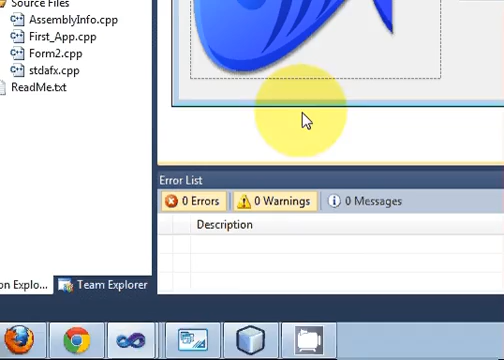 Source Files
AssemblyInfo.cpp
First_App.cpp
Form2.cpp
stdafx.cpp
ReadMe.txt
Error List
0 Errors
0 Warnings
0 Messages
Description
on Explo...
Team Explorer